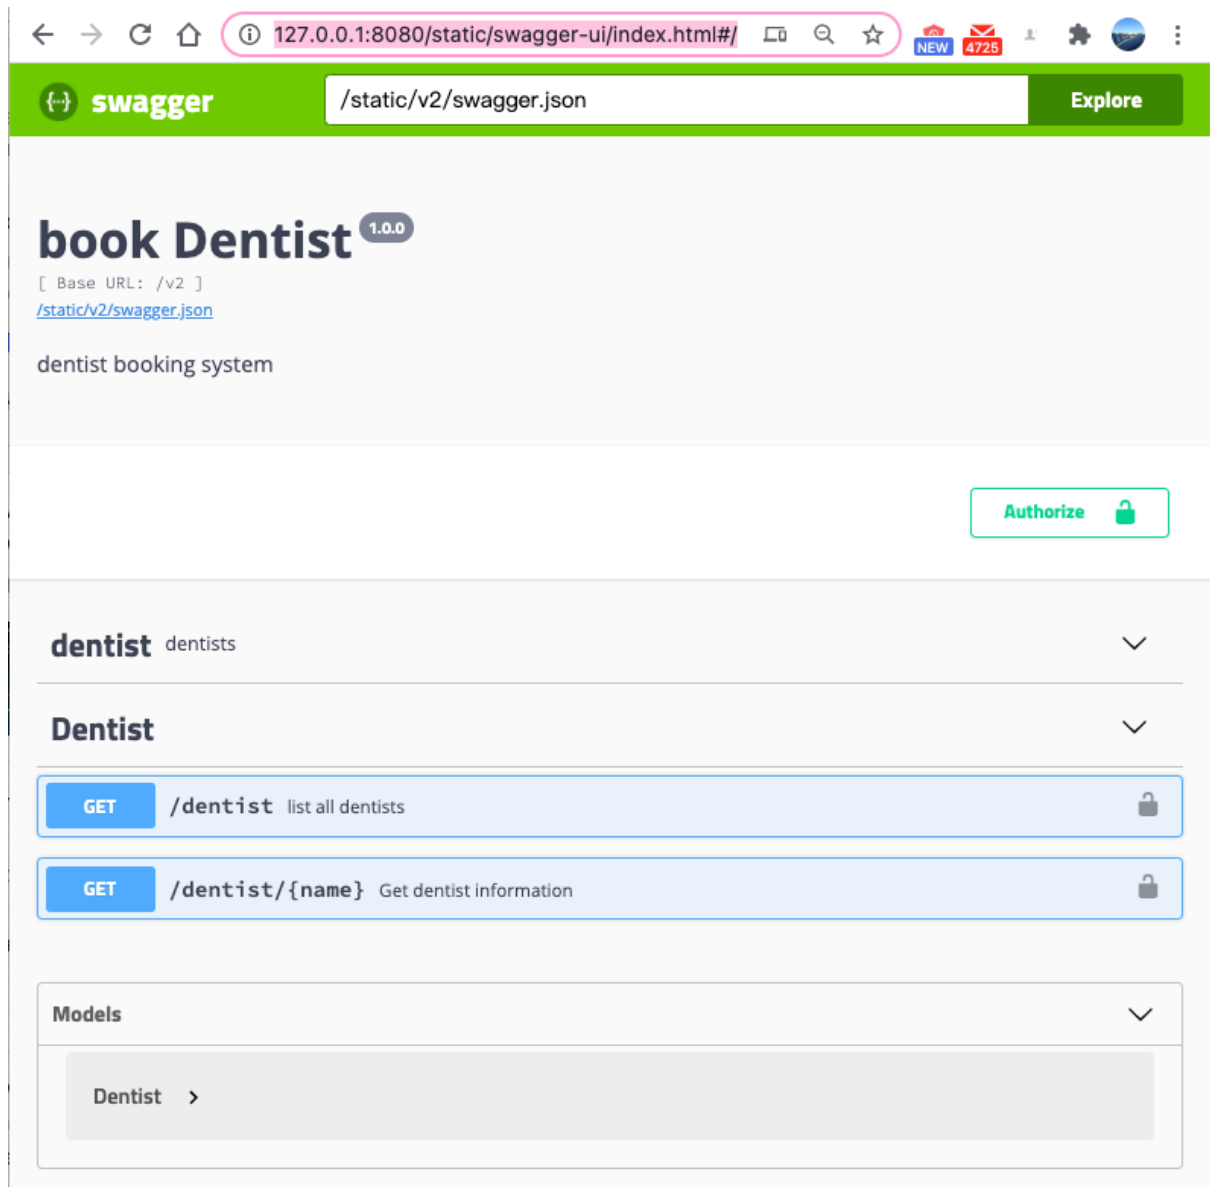 127.0.0.1:8080/static/swagger-ui/index.html#/
NEW
4725
swagger
/static/v2/swagger.json
Explore
book Dentist 1.0.0
[ Base URL: /v2 ]
/static/v2/swagger.json
dentist booking system
Authorize
dentist dentists
Dentist
GET /dentist list all dentists
GET /dentist/{name} Get dentist information
Models
Dentist